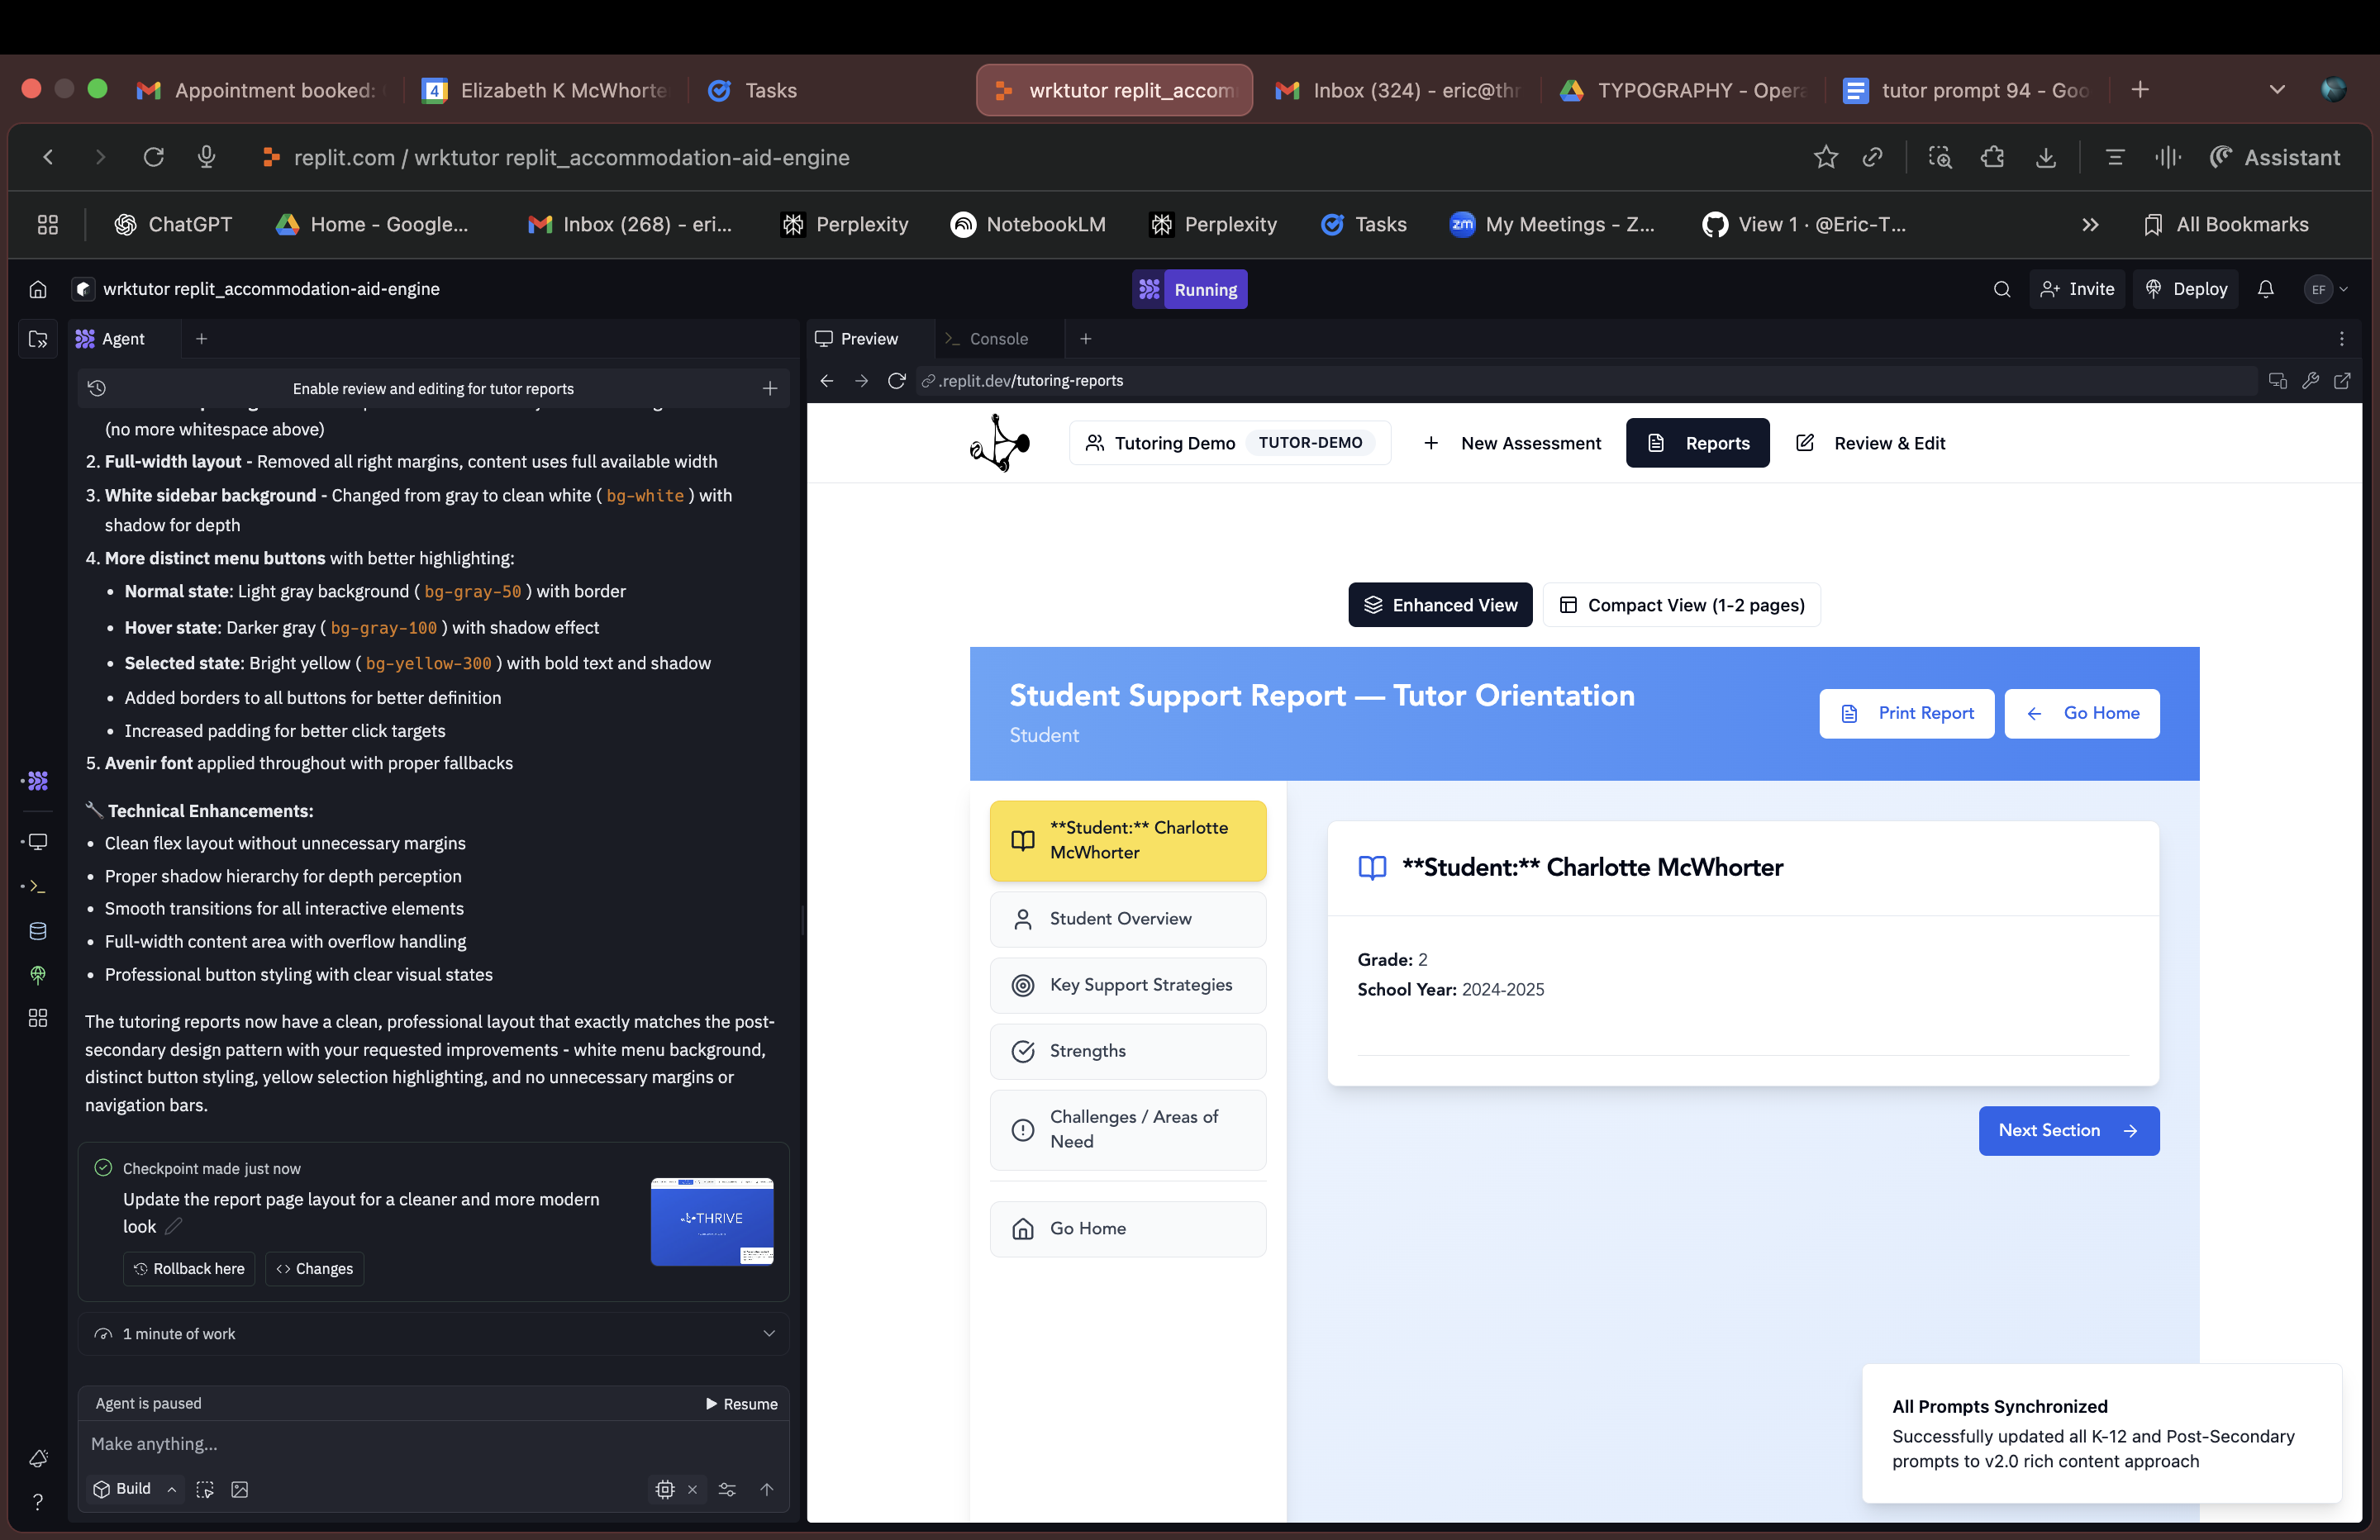 Appointment booked:
4
Elizabeth K McWhorte
Tasks
wrktutor replit_accom
Inbox (324) - eric@thr
TYPOGRAPHY - Opera
tutor prompt 94 - Goo
replit.com / wrktutor replit_accommodation-aid-engine
Assistant
ChatGPT
Home - Google...
Inbox (268) - eri...
Perplexity
NotebookLM
Perplexity
Tasks
zm
My Meetings - Z...
View 1 · @Eric-T...
All Bookmarks
wrktutor replit_accommodation-aid-engine
Running
Invite
Deploy
EF
Agent
Preview
Console
Enable review and editing for tutor reports
.replit.dev/tutoring-reports
(no more whitespace above)
2. Full-width layout - Removed all right margins, content uses full available width
3. White sidebar background - Changed from gray to clean white ( bg-white ) with
shadow for depth
4. More distinct menu buttons with better highlighting:
• Normal state: Light gray background ( bg-gray-50 ) with border
• Hover state: Darker gray ( bg-gray-100 ) with shadow effect
• Selected state: Bright yellow ( bg-yellow-300 ) with bold text and shadow
• Added borders to all buttons for better definition
• Increased padding for better click targets
5. Avenir font applied throughout with proper fallbacks
Technical Enhancements:
• Clean flex layout without unnecessary margins
• Proper shadow hierarchy for depth perception
• Smooth transitions for all interactive elements
• Full-width content area with overflow handling
• Professional button styling with clear visual states
The tutoring reports now have a clean, professional layout that exactly matches the post-
secondary design pattern with your requested improvements - white menu background,
distinct button styling, yellow selection highlighting, and no unnecessary margins or
navigation bars.
Checkpoint made just now
Update the report page layout for a cleaner and more modern
look
THRIVE
Rollback here
Changes
1 minute of work
Agent is paused
Resume
Make anything...
Build
Tutoring Demo
TUTOR-DEMO
New Assessment
Reports
Review & Edit
Enhanced View
Compact View (1-2 pages)
Student Support Report — Tutor Orientation
Student
Print Report
Go Home
**Student:** Charlotte
McWhorter
Student Overview
Key Support Strategies
Strengths
Challenges / Areas of
Need
Go Home
**Student:** Charlotte McWhorter
Grade: 2
School Year: 2024-2025
Next Section
All Prompts Synchronized
Successfully updated all K-12 and Post-Secondary
prompts to v2.0 rich content approach